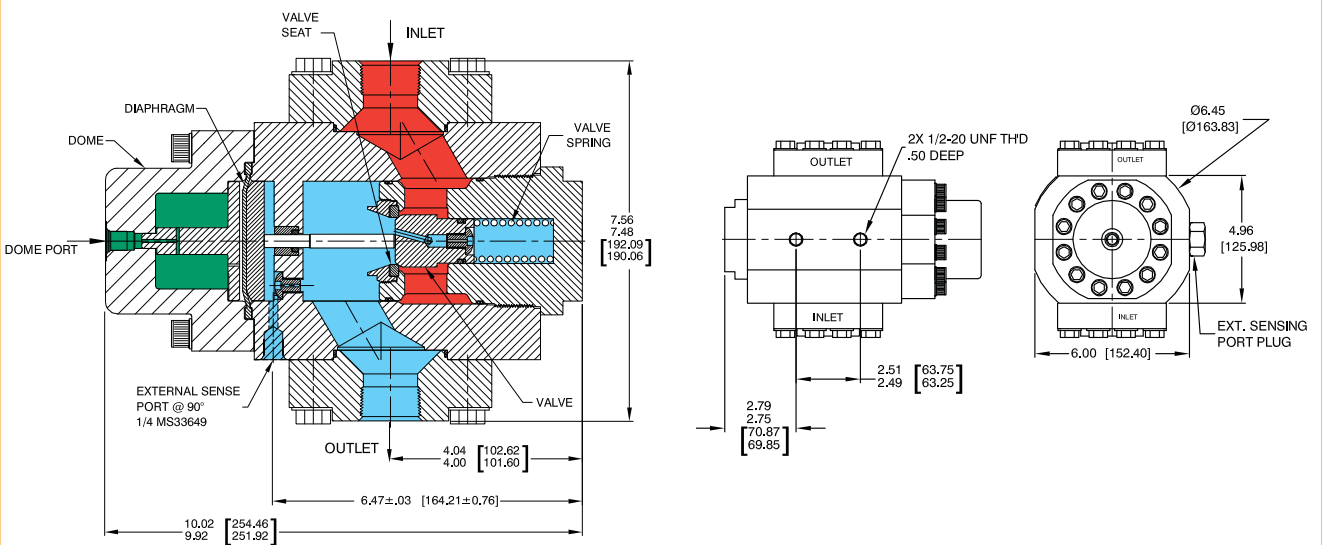 VALVE
SEAT
INLET
DIAPHRAGM
DOME
VALVE
SPRING
DOME PORT
7.56
7.48
[192.09
190.06]
EXTERNAL SENSE
PORT @ 90°
1/4 MS33649
VALVE
OUTLET
4.04 [102.62
4.00 101.60]
6.47±.03 [164.21±0.76]
10.02 [254.46
9.92 251.92]
2X 1/2-20 UNF TH'D
.50 DEEP
OUTLET
INLET
2.51 [63.75
2.49 63.25]
2.79
2.75
[70.87
69.85]
Ø6.45
[Ø163.83]
OUTLET
4.96
[125.98]
INLET
EXT. SENSING
PORT PLUG
6.00 [152.40]